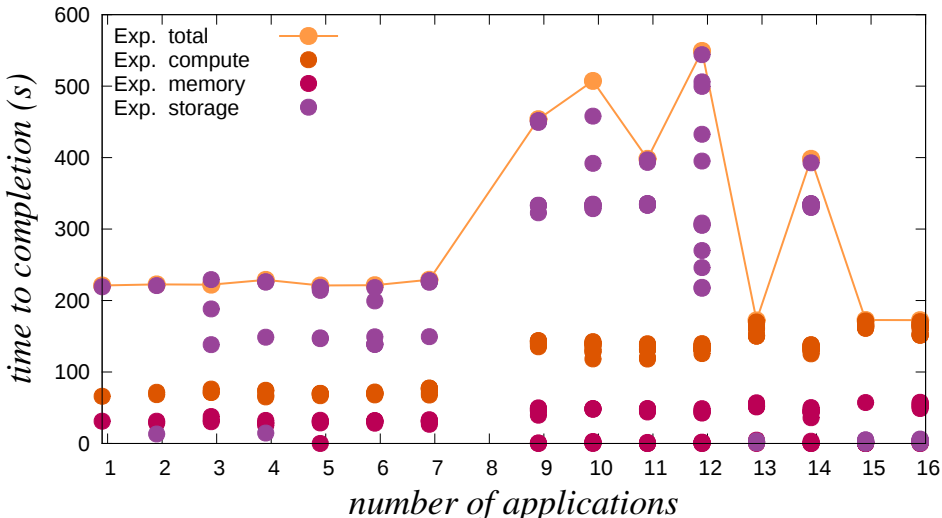 600
500
400
300
200
100
0
time to completion (s)
Exp. total
Exp. compute
Exp. memory
Exp. storage
1 2 3 4 5 6 7 8 9 10 11 12 13 14 15 16
number of applications